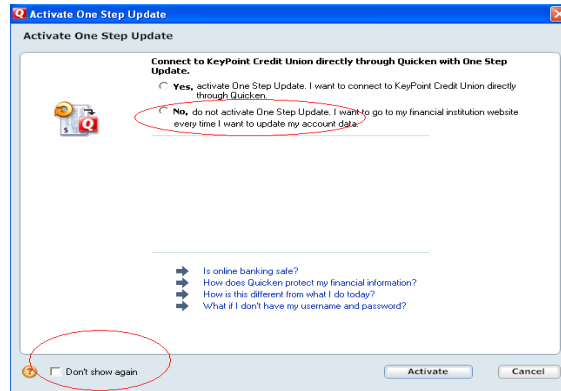 Activate One Step Update
Activate One Step Update
Connect to KeyPoint Credit Union directly through Quicken with One Step
Update.
Yes, activate One Step Update. I want to connect to KeyPoint Credit Union directly
through Quicken.
No, do not activate One Step Update. I want to go to my financial institution website
every time I want to update my account data.
Is online banking safe?
How does Quicken protect my financial information?
How is this different from what I do today?
What if I don't have my username and password?
Don't show again
Activate
Cancel